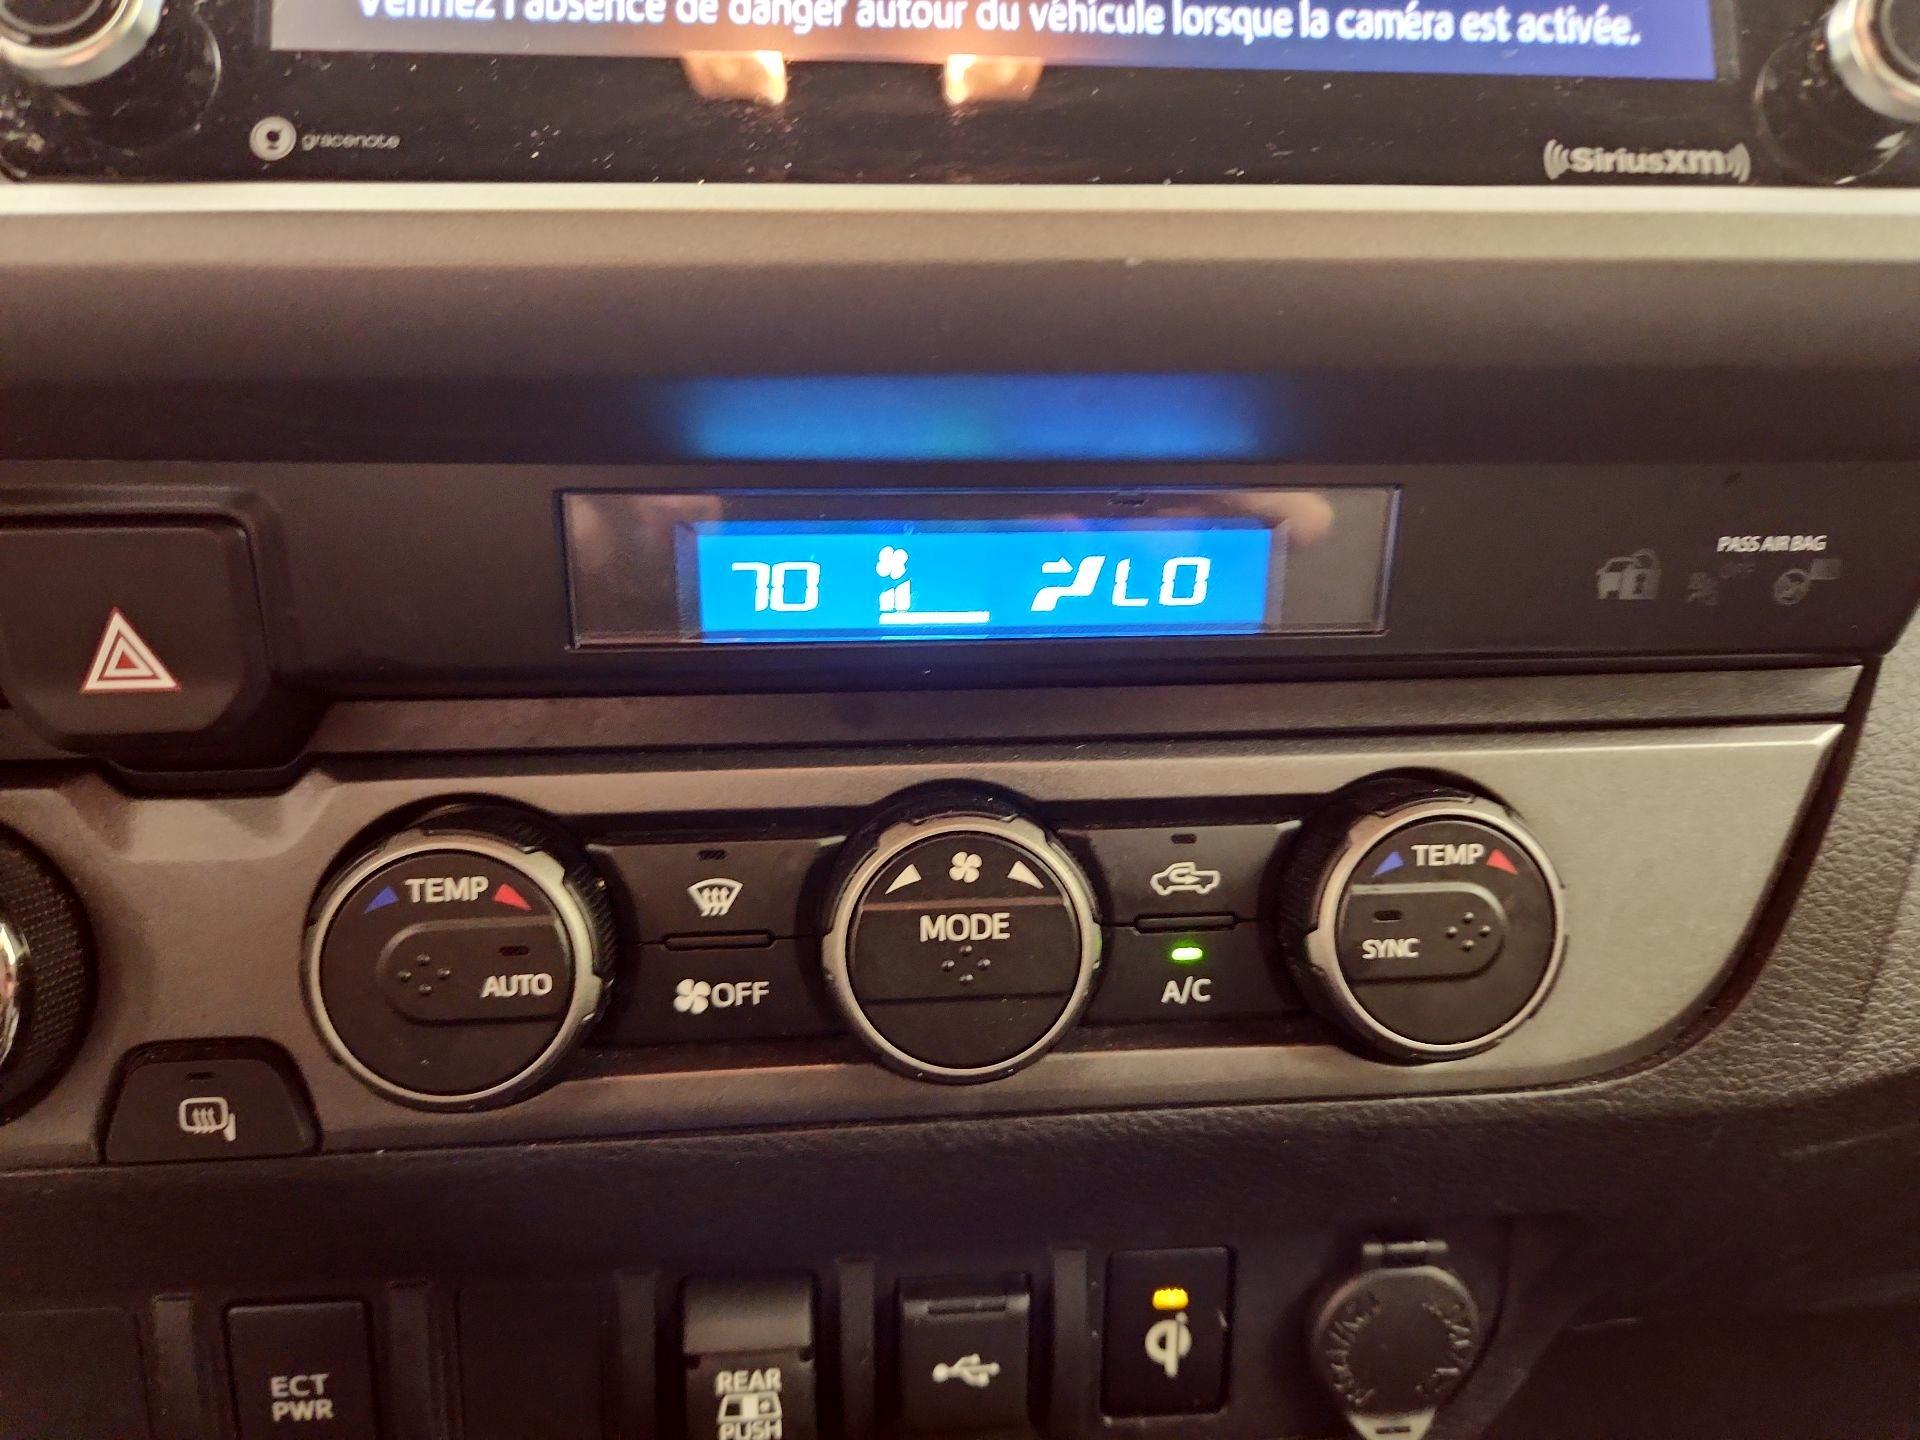 Vérifiez l'absence de danger autour du véhicule lorsque la caméra est activée.
gracenote
SiriusXM
PASS AIR BAG
70
LO
TEMP
AUTO
OFF
MODE
A/C
TEMP
SYNC
ECT
PWR
REAR
PUSH
qi